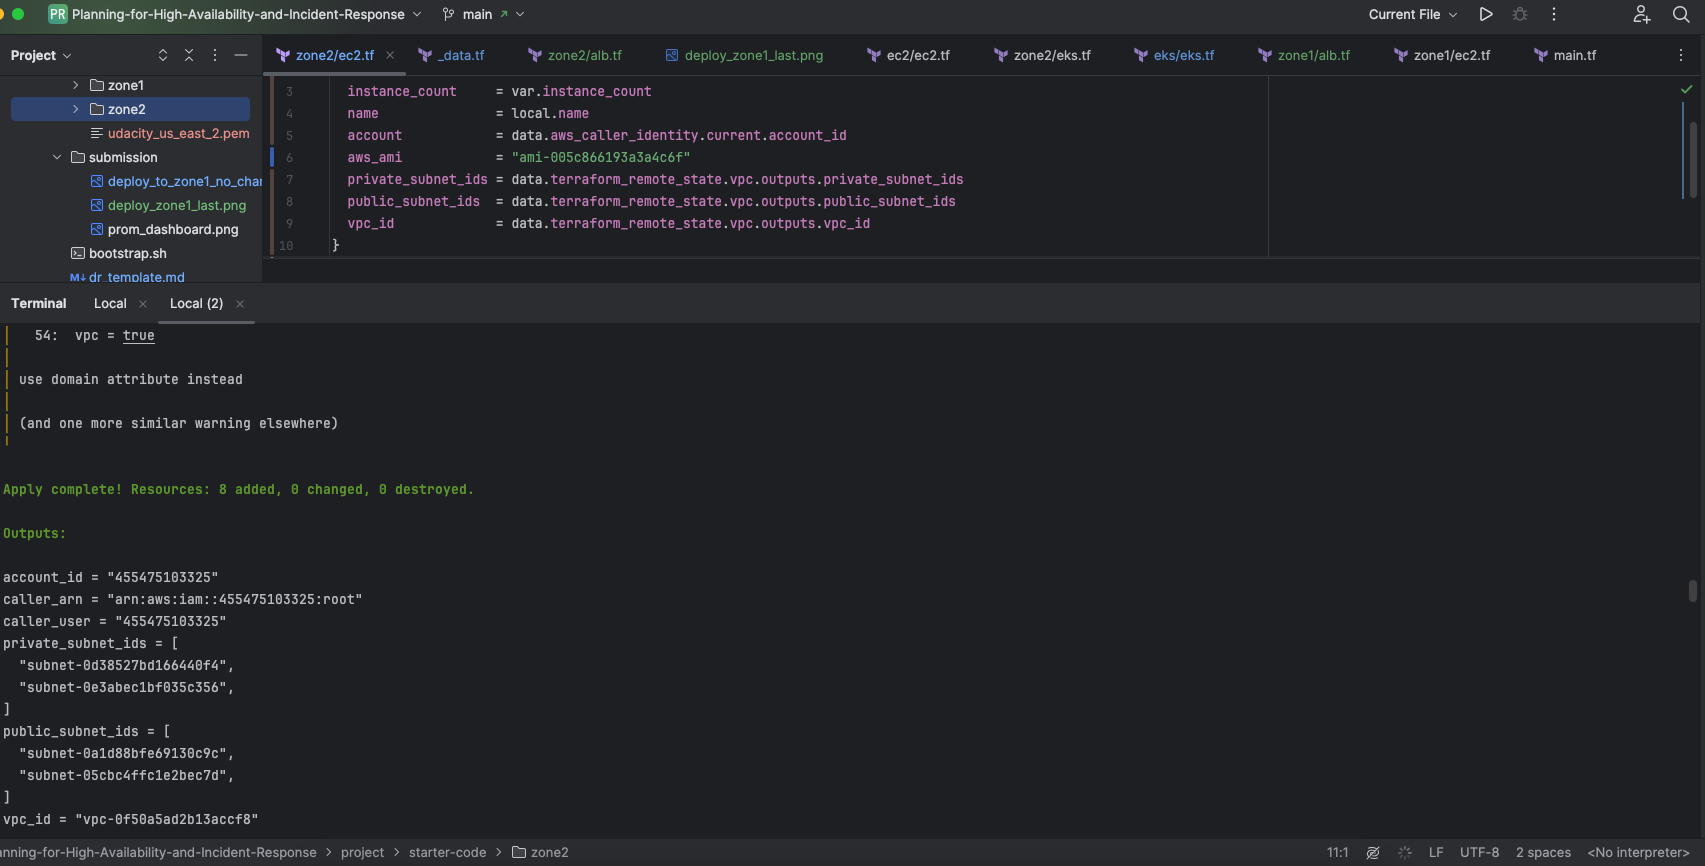 PR Planning-for-High-Availability-and-Incident-Response main Current File
Project
zone1
zone2
udacity_us_east_2.pem
submission
deploy_to_zone1_no_char
deploy_zone1_last.png
prom_dashboard.png
bootstrap.sh
M↓ dr_template.md
zone2/ec2.tf _data.tf zone2/alb.tf deploy_zone1_last.png ec2/ec2.tf zone2/eks.tf eks/eks.tf zone1/alb.tf zone1/ec2.tf main.tf
3 instance_count = var.instance_count
4 name = local.name
5 account = data.aws_caller_identity.current.account_id
6 aws_ami = "ami-005c866193a3a4c6f"
7 private_subnet_ids = data.terraform_remote_state.vpc.outputs.private_subnet_ids
8 public_subnet_ids = data.terraform_remote_state.vpc.outputs.public_subnet_ids
9 vpc_id = data.terraform_remote_state.vpc.outputs.vpc_id
10 }
Terminal Local Local (2)
54: vpc = true
use domain attribute instead
(and one more similar warning elsewhere)
Apply complete! Resources: 8 added, 0 changed, 0 destroyed.
Outputs:
account_id = "455475103325"
caller_arn = "arn:aws:iam::455475103325:root"
caller_user = "455475103325"
private_subnet_ids = [
"subnet-0d38527bd166440f4",
"subnet-0e3abec1bf035c356",
]
public_subnet_ids = [
"subnet-0a1d88bfe69130c9c",
"subnet-05cbc4ffc1e2bec7d",
]
vpc_id = "vpc-0f50a5ad2b13accf8"
nning-for-High-Availability-and-Incident-Response > project > starter-code > zone2 11:1 LF UTF-8 2 spaces <No interpreter>